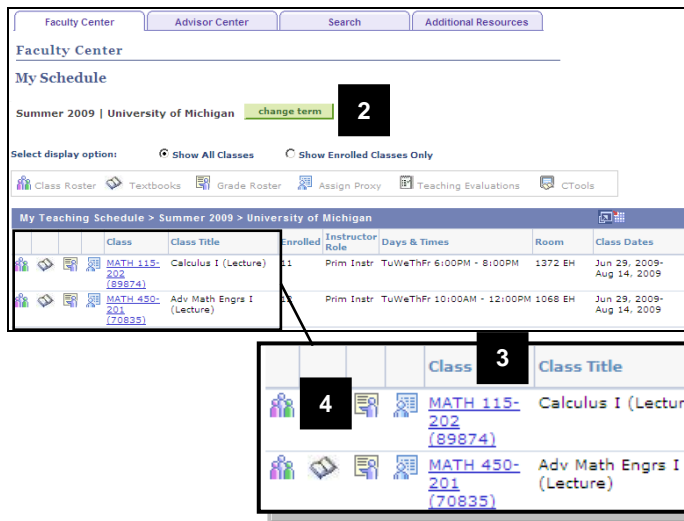 Faculty Center Advisor Center Search Additional Resources
Faculty Center
My Schedule
Summer 2009 | University of Michigan change term 2
Select display option: Show All Classes Show Enrolled Classes Only
Class Roster Textbooks Grade Roster Assign Proxy Teaching Evaluations CTools
My Teaching Schedule > Summer 2009 > University of Michigan
Class Class Title Enrolled Instructor Role Days & Times Room Class Dates
MATH 115-202 (89874) Calculus I (Lecture) 11 Prim Instr TuWeThFr 6:00PM - 8:00PM 1372 EH Jun 29, 2009-Aug 14, 2009
MATH 450-201 (70835) Adv Math Engrs I (Lecture) Prim Instr TuWeThFr 10:00AM - 12:00PM 1068 EH Jun 29, 2009-Aug 14, 2009
Class 3 Class Title
4 MATH 115-202 (89874) Calculus I (Lectur
MATH 450-201 (70835) Adv Math Engrs I (Lecture)